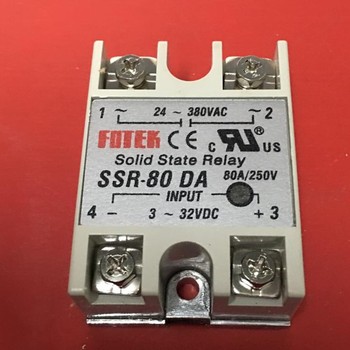 1 ~ 24 ~ 380VAC ~ 2
FOTEK CE c RU US
Solid State Relay
SSR-80 DA 80A/250V
INPUT
4 - 3 ~ 32VDC + 3